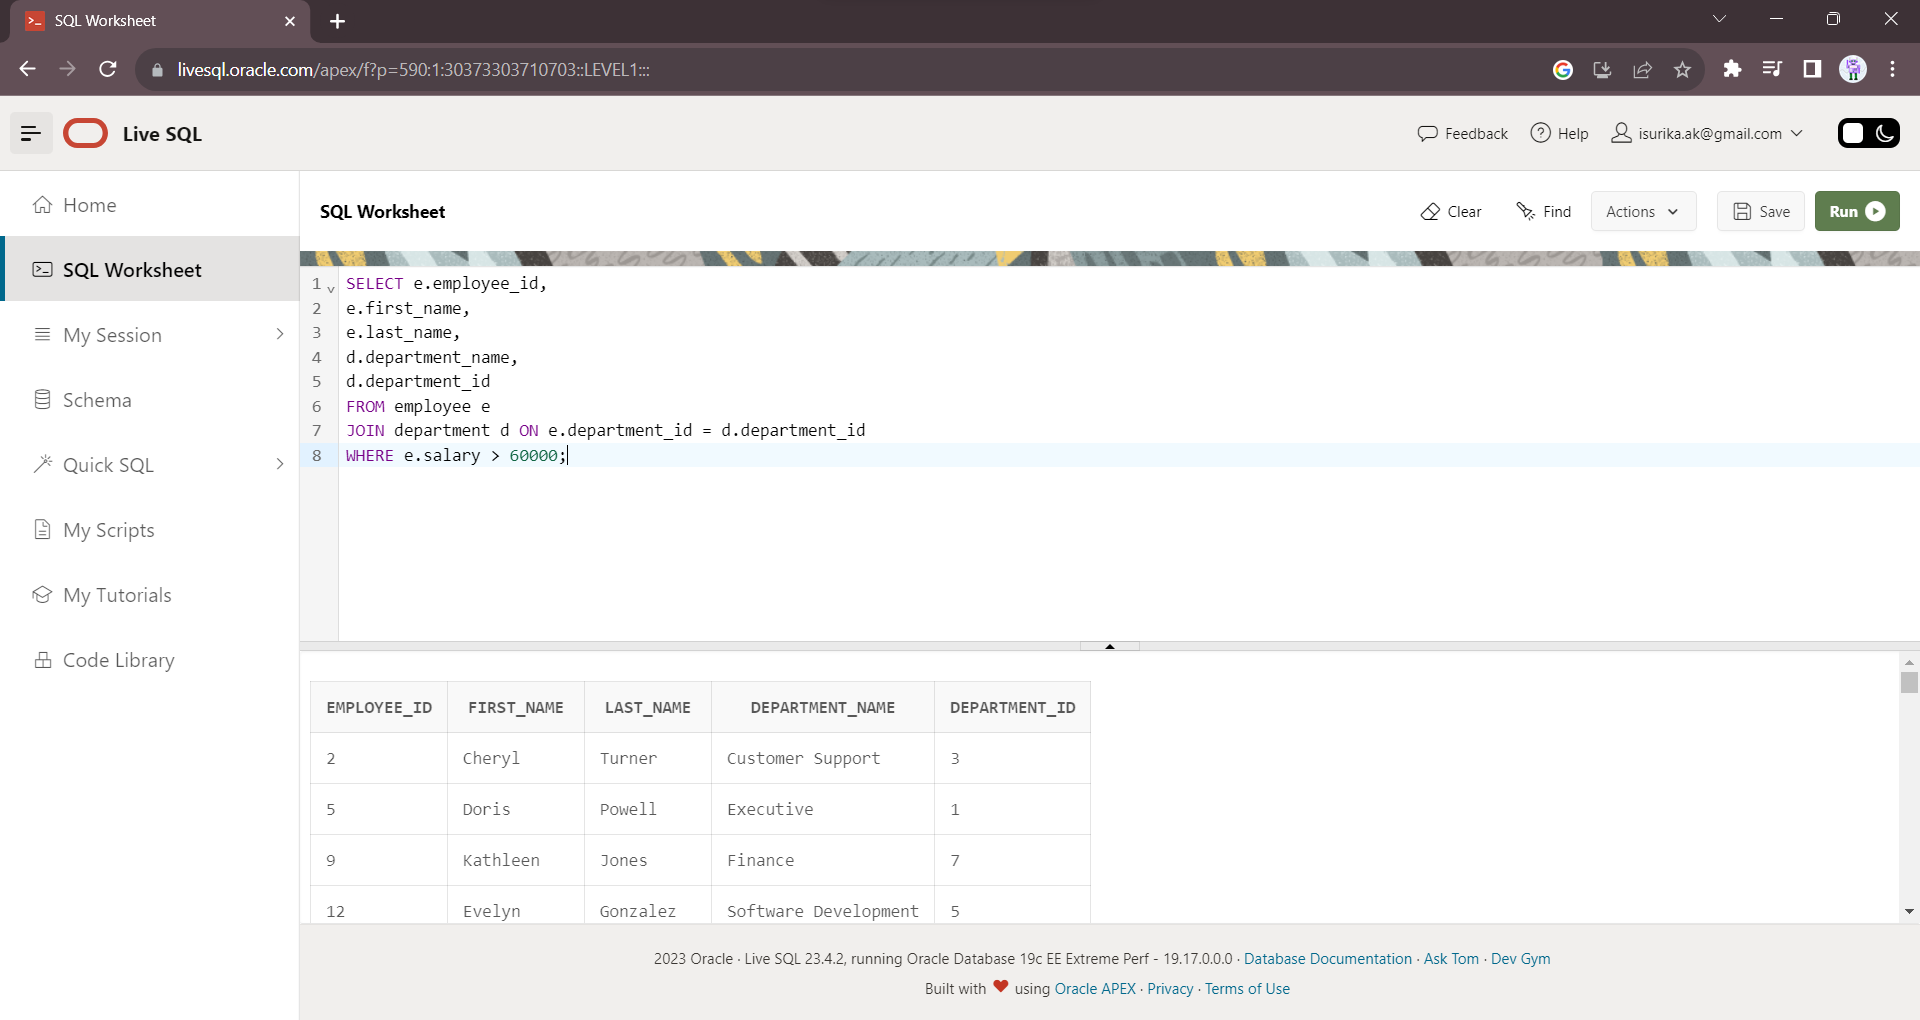 SQL Worksheet
livesql.oracle.com/apex/f?p=590:1:30373303710703::LEVEL1:::
Live SQL
Feedback
Help
isurika.ak@gmail.com
Home
SQL Worksheet
My Session
Schema
Quick SQL
My Scripts
My Tutorials
Code Library
SQL Worksheet
Clear
Find
Actions
Save
Run
1 SELECT e.employee_id,
2 e.first_name,
3 e.last_name,
4 d.department_name,
5 d.department_id
6 FROM employee e
7 JOIN department d ON e.department_id = d.department_id
8 WHERE e.salary > 60000;
EMPLOYEE_ID FIRST_NAME LAST_NAME DEPARTMENT_NAME DEPARTMENT_ID
2 Cheryl Turner Customer Support 3
5 Doris Powell Executive 1
9 Kathleen Jones Finance 7
12 Evelyn Gonzalez Software Development 5
2023 Oracle · Live SQL 23.4.2, running Oracle Database 19c EE Extreme Perf - 19.17.0.0.0 · Database Documentation · Ask Tom · Dev Gym
Built with ❤ using Oracle APEX · Privacy · Terms of Use